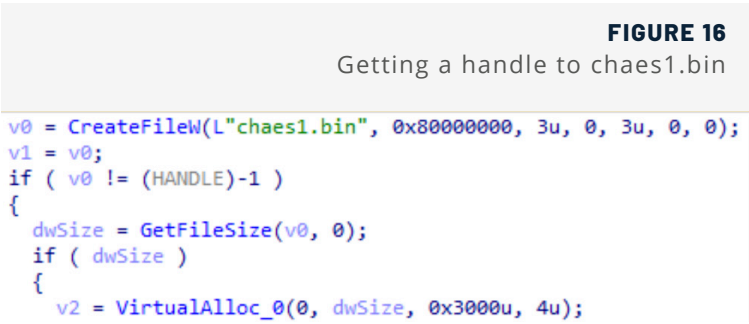 FIGURE 16
Getting a handle to chaes1.bin
v0 = CreateFileW(L"chaes1.bin", 0x80000000, 3u, 0, 3u, 0, 0);
v1 = v0;
if ( v0 != (HANDLE)-1 )
{
dwSize = GetFileSize(v0, 0);
if ( dwSize )
{
v2 = VirtualAlloc_0(0, dwSize, 0x3000u, 4u);